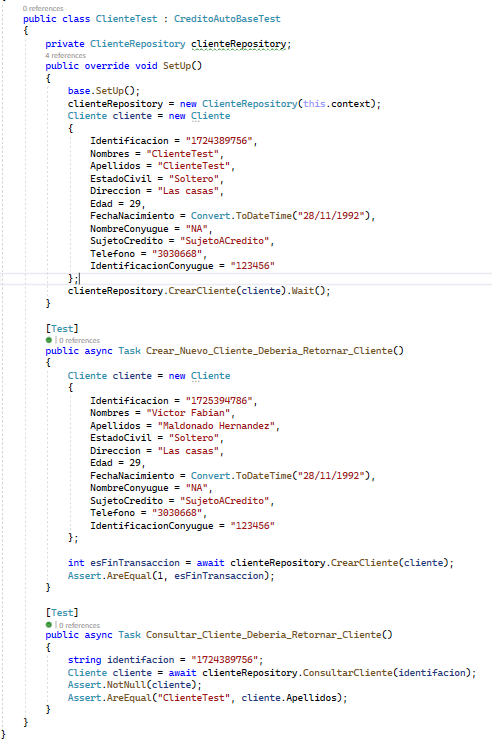 0 references
public class ClienteTest : CreditoAutoBaseTest
{
private ClienteRepository clienteRepository;
4 references
public override void SetUp()
{
base.SetUp();
clienteRepository = new ClienteRepository(this.context);
Cliente cliente = new Cliente
{
Identificacion = "1724389756",
Nombres = "ClienteTest",
Apellidos = "ClienteTest",
EstadoCivil = "Soltero",
Direccion = "Las casas",
Edad = 29,
FechaNacimiento = Convert.ToDateTime("28/11/1992"),
NombreConyugue = "NA",
SujetoCredito = "SujetoACredito",
Telefono = "3030668",
IdentificacionConyugue = "123456"
};
clienteRepository.CrearCliente(cliente).Wait();
}
[Test]
| 0 references
public async Task Crear_Nuevo_Cliente_Deberia_Retornar_Cliente()
{
Cliente cliente = new Cliente
{
Identificacion = "1725394786",
Nombres = "Victor Fabian",
Apellidos = "Maldonado Hernandez",
EstadoCivil = "Soltero",
Direccion = "Las casas",
Edad = 29,
FechaNacimiento = Convert.ToDateTime("28/11/1992"),
NombreConyugue = "NA",
SujetoCredito = "SujetoACredito",
Telefono = "3030668",
IdentificacionConyugue = "123456"
};
int esFinTransaccion = await clienteRepository.CrearCliente(cliente);
Assert.AreEqual(1, esFinTransaccion);
}
[Test]
| 0 references
public async Task Consultar_Cliente_Deberia_Retornar_Cliente()
{
string identifacion = "1724389756";
Cliente cliente = await clienteRepository.ConsultarCliente(identifacion);
Assert.NotNull(cliente);
Assert.AreEqual("ClienteTest", cliente.Apellidos);
}
}
}